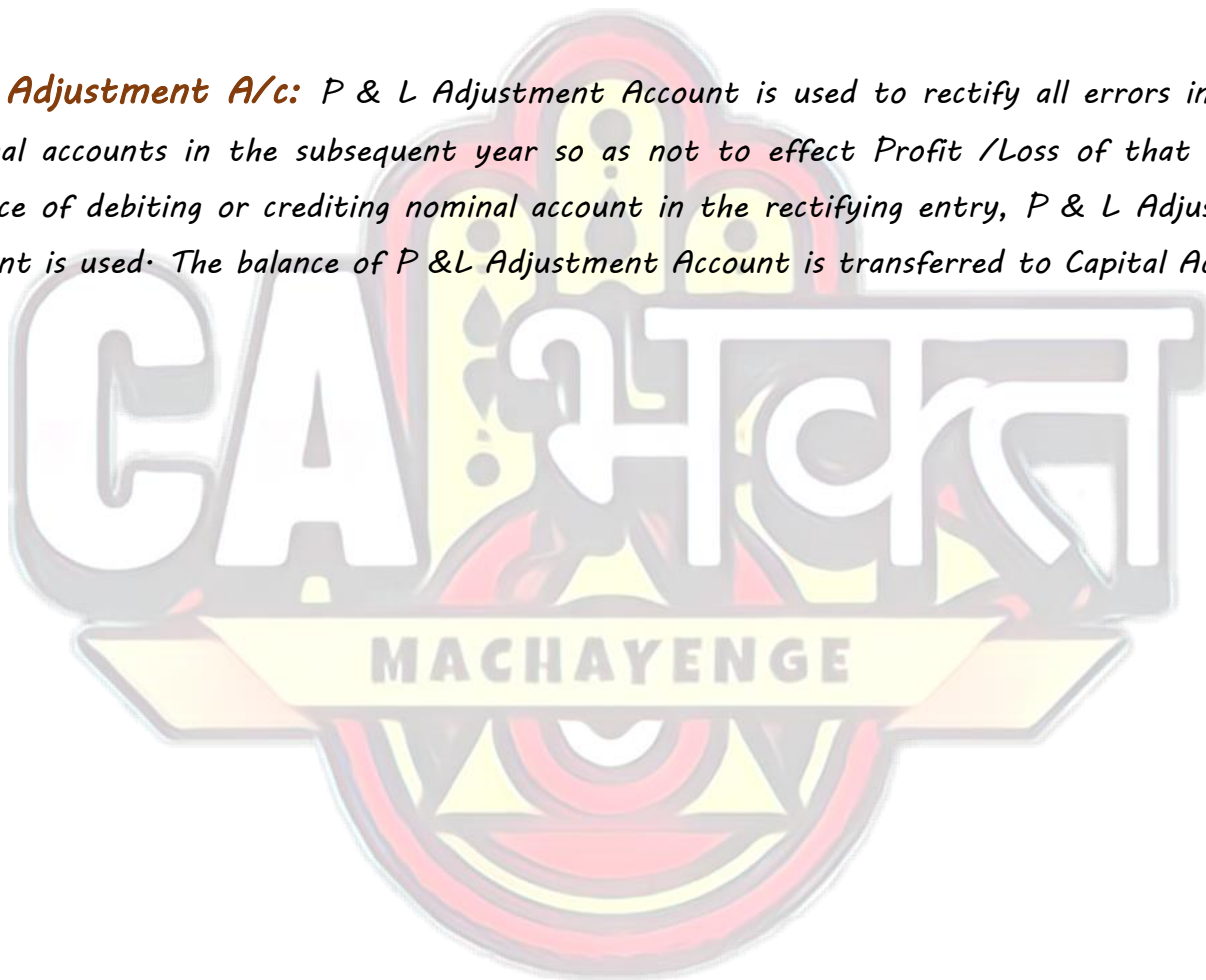 Adjustment A/c: P & L Adjustment Account is used to rectify all errors in
al accounts in the subsequent year so as not to effect Profit /Loss of that
ce of debiting or crediting nominal account in the rectifying entry, P & L Adjus
nt is used· The balance of P &L Adjustment Account is transferred to Capital Ac
CA भक्त
MACHAYENGE